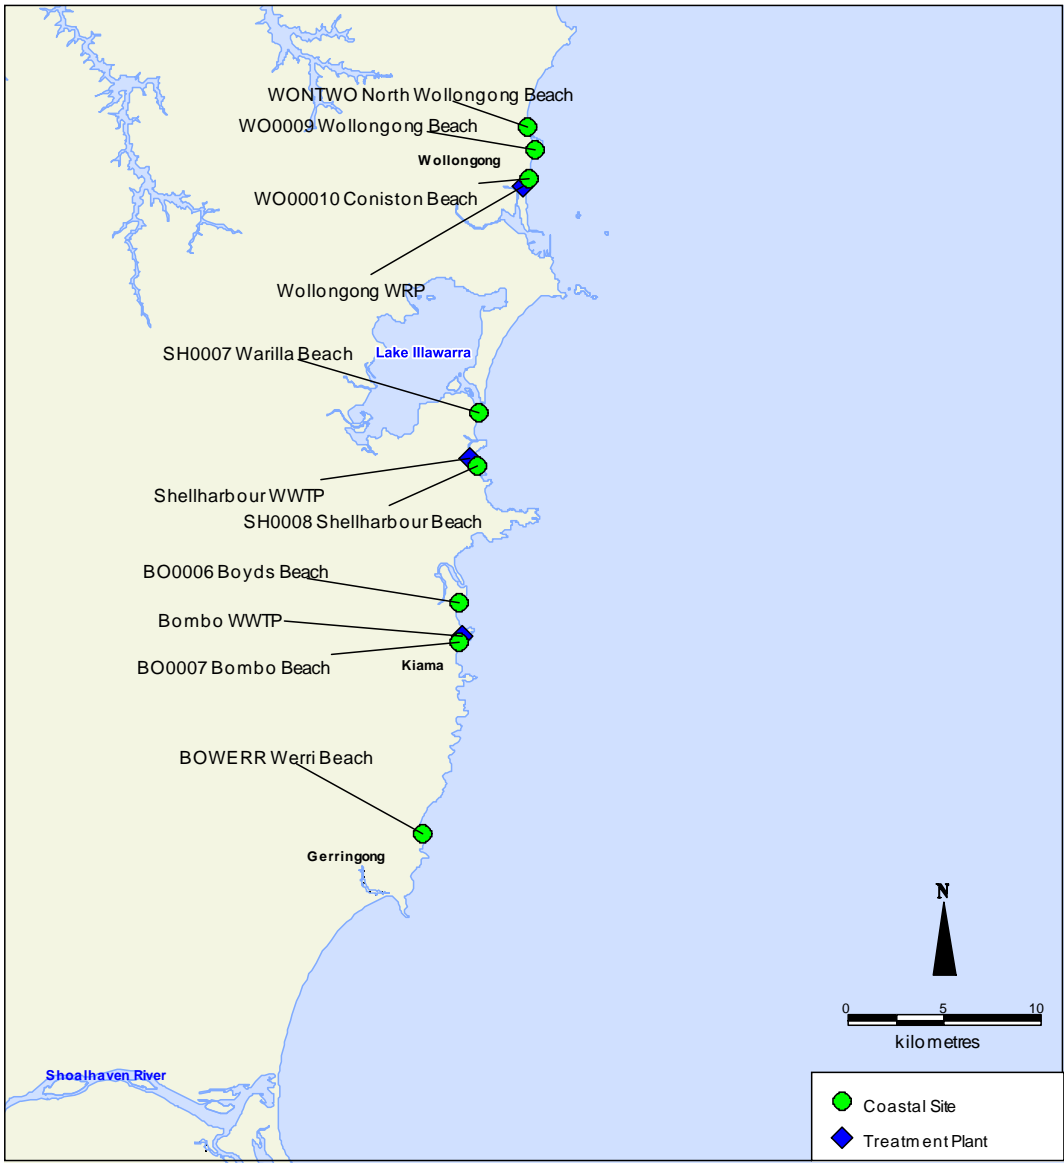 WONTWO North Wollongong Beach
WO0009 Wollongong Beach
Wollongong
WO00010 Coniston Beach
Wollongong WRP
SH0007 Warilla Beach
Lake Illawarra
Shellharbour WWTP
SH0008 Shellharbour Beach
BO0006 Boyds Beach
Bombo WWTP
BO0007 Bombo Beach
Kiama
BOWERR Werri Beach
Gerringong
N
0 5 10
kilometres
Shoalhaven River
Coastal Site
Treatment Plant